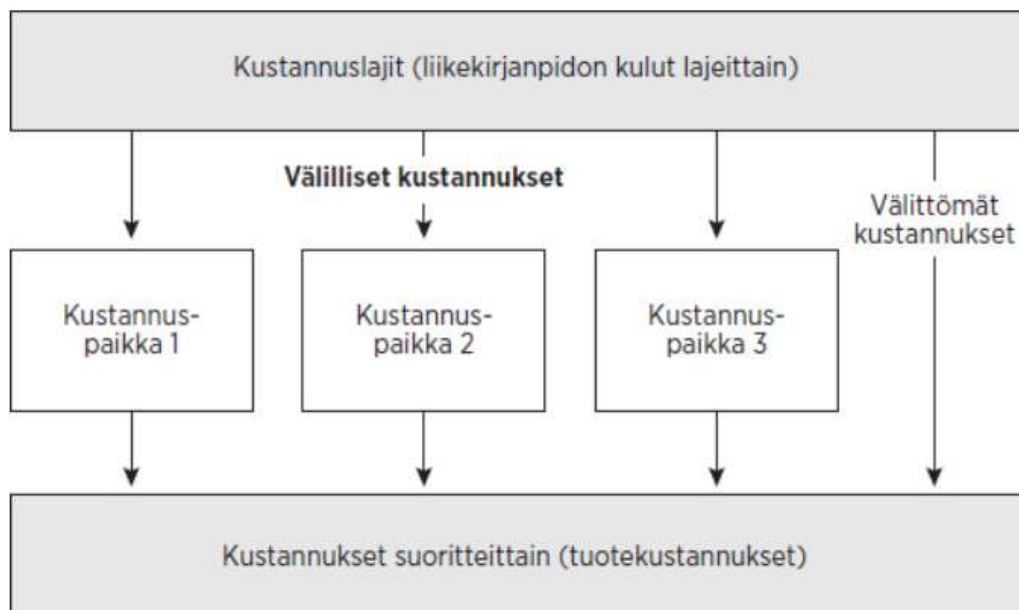 Kustannuslajit (liikekirjanpidon kulut lajeittain)
Välilliset kustannukset
Välittömät
kustannukset
Kustannus-
paikka 1
Kustannus-
paikka 2
Kustannus-
paikka 3
Kustannukset suoritteittain (tuotekustannukset)